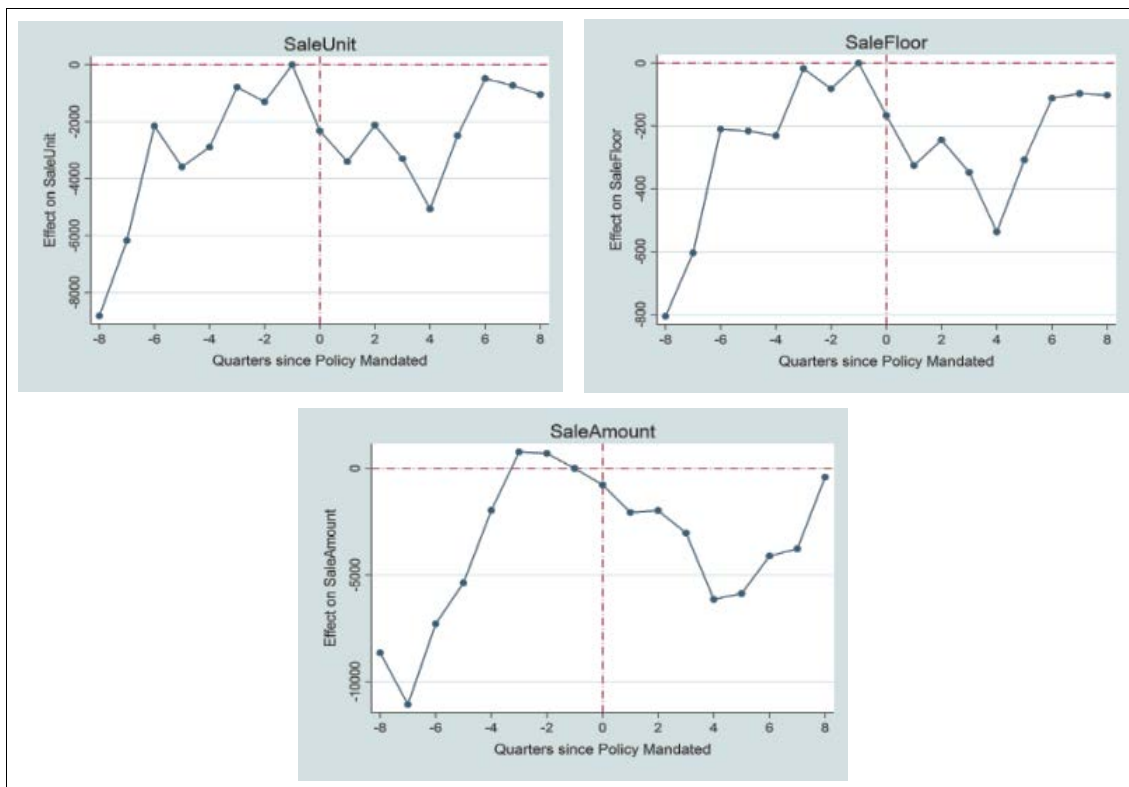 SaleUnit
0
-2000
-4000
-6000
-8000
Effect on SaleUnit
-8 -6 -4 -2 0 2 4 6 8
Quarters since Policy Mandated
SaleFloor
0
-200
-400
-600
-800
Effect on SaleFloor
-8 -6 -4 -2 0 2 4 6 8
Quarters since Policy Mandated
SaleAmount
0
-5000
-10000
Effect on SaleAmount
-8 -6 -4 -2 0 2 4 6 8
Quarters since Policy Mandated